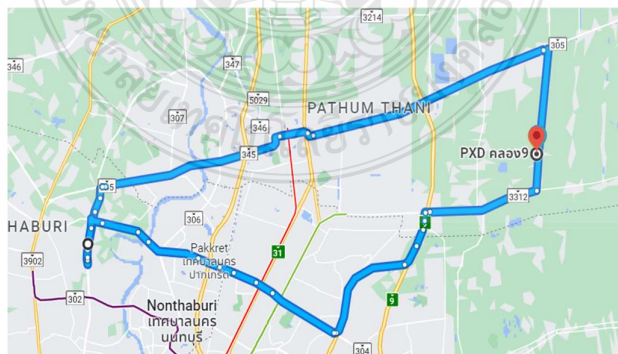 3214
305
346
347
5029
PATHUM THANI
307
346
345
PXD คลอง9
345
3312
306
HABURI
Pakkret
เทศบาลนคร
ปากเกร็ด
31
9
3902
302
9
Nonthaburi
เทศบาลนคร
นนทบุรี
304